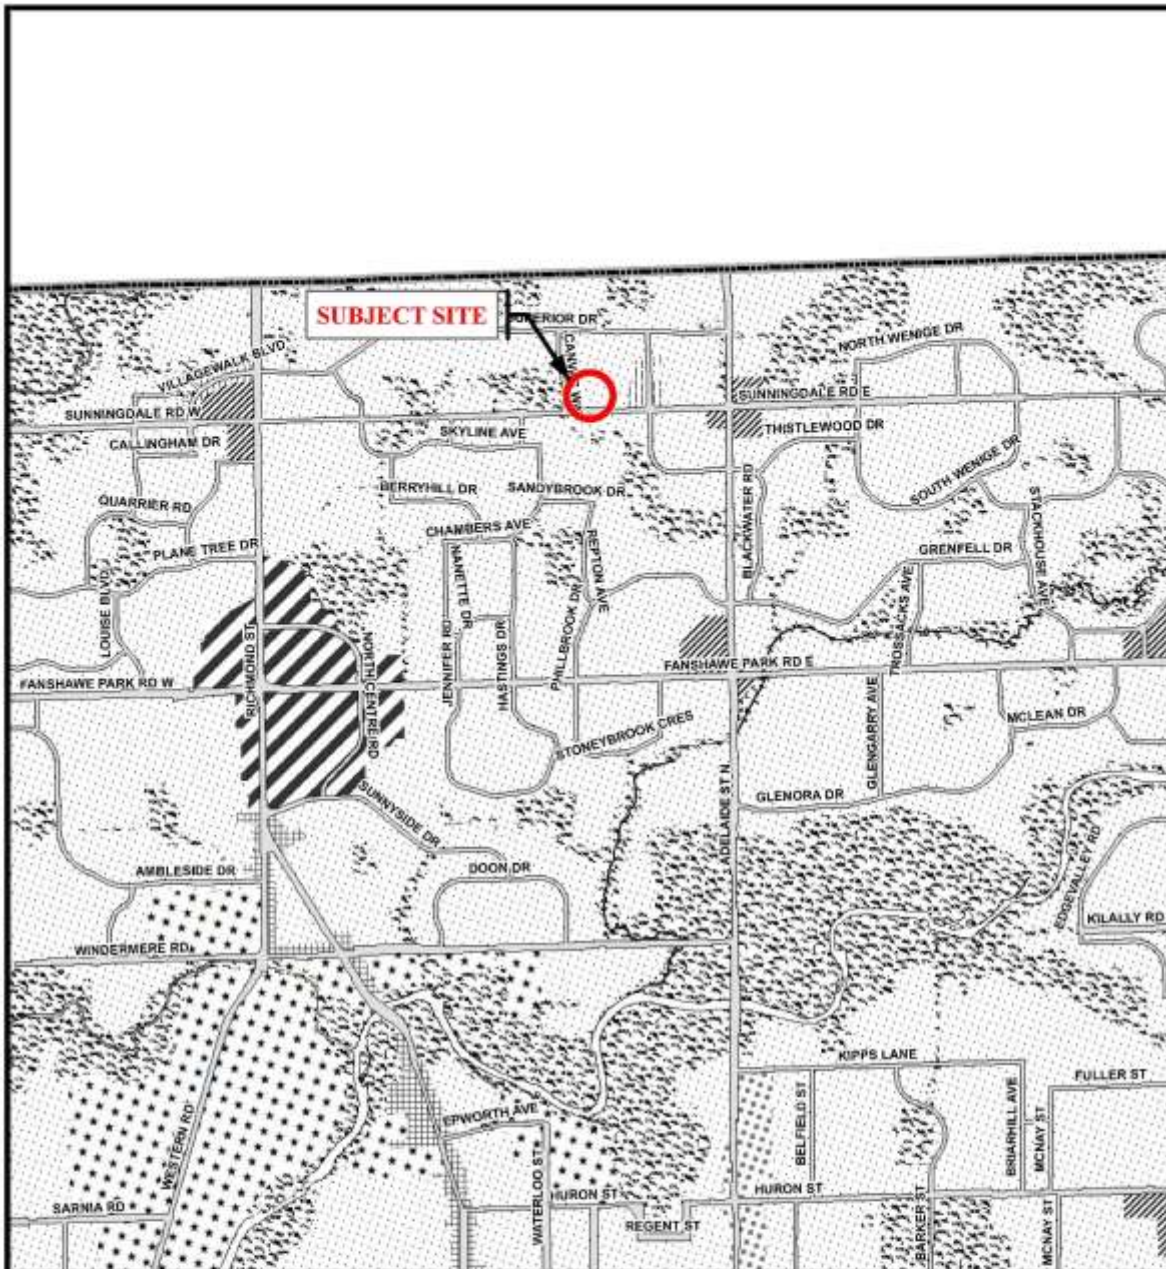 SUBJECT SITE
SUPERIOR DR
NORTH WENIGE DR
VILLAGEWALK BLVD
SUNNINGDALE RD E
SUNNINGDALE RD W
CALLINGHAM DR
SKYLINE AVE
THISTLEWOOD DR
BERRYHILL DR
SANDYBROOK DR
SOUTH WENIGE DR
QUARRIER RD
CHAMBERS AVE
BLACKWATER RD
STACKHOUSE AVE
PLANE TREE DR
NANETTE DR
REPTON AVE
GRENFELL DR
LOUISE BLVD
PHILLBROOK DR
TROSSACKS AVE
RICHMOND ST
NORTH CENTRE RD
JENNIFER RD
HASTINGS DR
FANSHAWE PARK RD E
FANSHAWE PARK RD W
STONEYBROOK CRES
GLENGARRY AVE
MCLEAN DR
SUNNYSIDE DR
ADELAIDE ST N
GLENORA DR
AMBLESIDE DR
DOON DR
EDGEVALLEY RD
KILALLY RD
WINDERMERE RD
KIPPS LANE
FULLER ST
WESTERN RD
EPWORTH AVE
BELFIELD ST
BRIARHILL AVE
MCNAY ST
SARNIA RD
WATERLOO ST
HURON ST
HURON ST
REGENT ST
BARKER ST
MCNAY ST